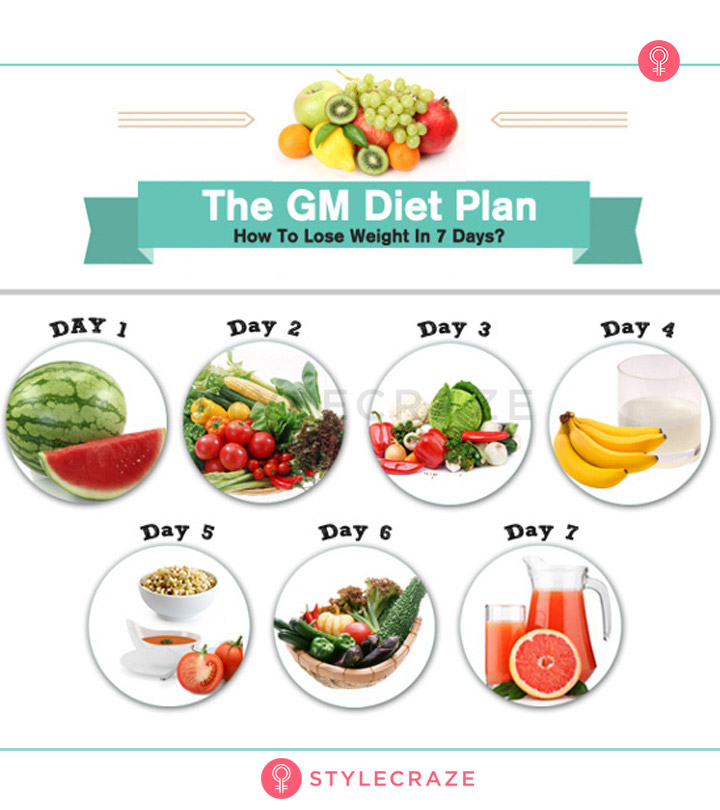 The GM Diet Plan
How To Lose Weight In 7 Days?
DAY 1
Day 2
Day 3
Day 4
STYLECRAZE
Day 5
Day 6
Day 7
STYLECRAZE